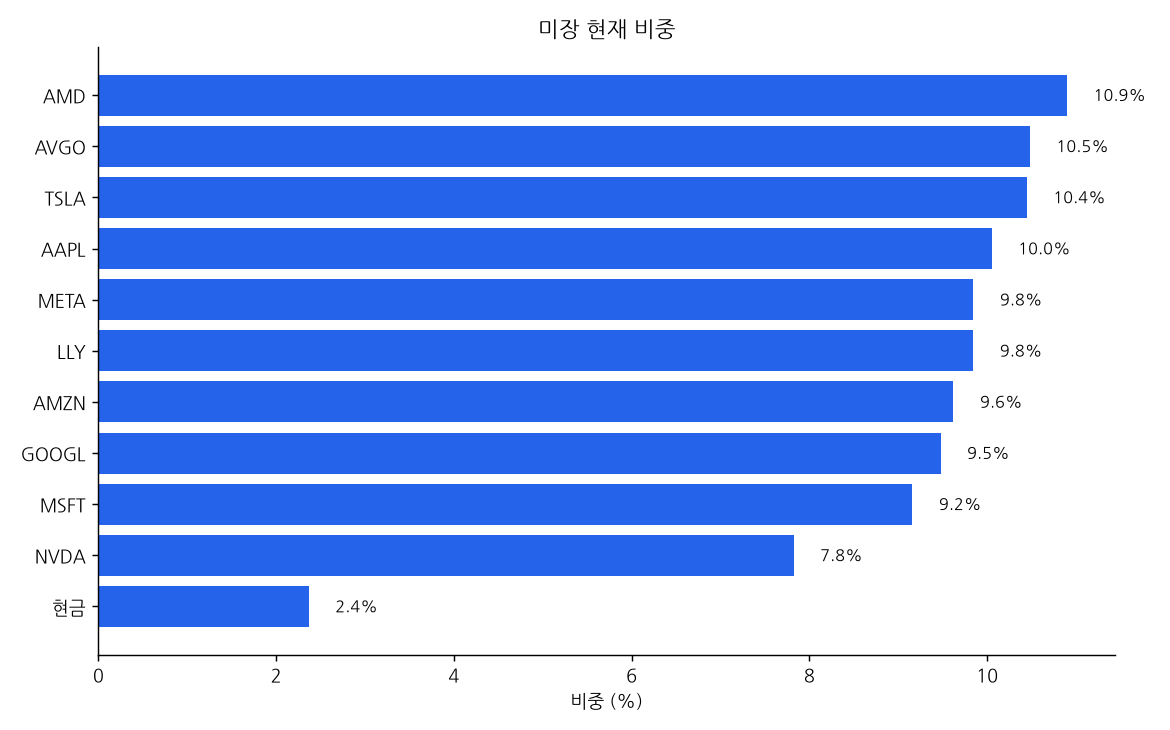 미장 현재 비중
AMD 10.9%
AVGO 10.5%
TSLA 10.4%
AAPL 10.0%
META 9.8%
LLY 9.8%
AMZN 9.6%
GOOGL 9.5%
MSFT 9.2%
NVDA 7.8%
현금 2.4%
0 2 4 6 8 10
비중 (%)